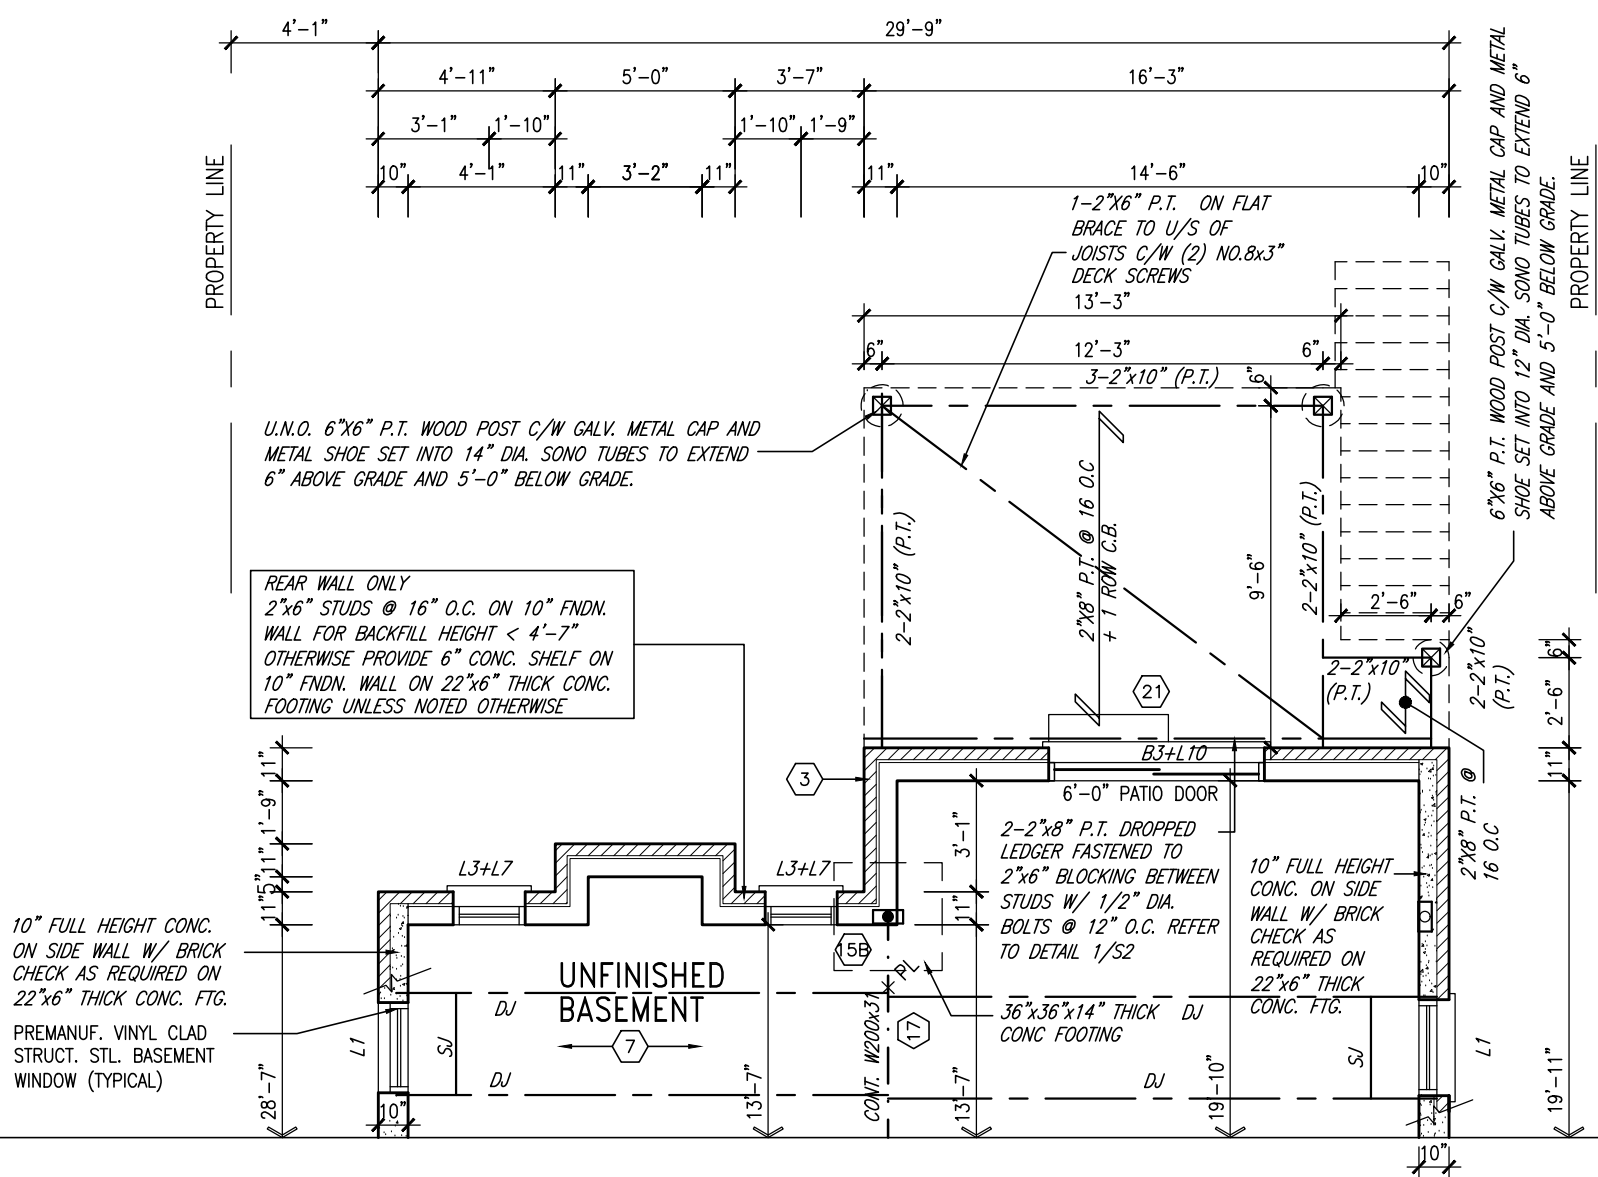 4'-1"
29'-9"
4'-11"
5'-0"
3'-7"
16'-3"
3'-1"
1'-10"
1'-10"
1'-9"
10"
4'-1"
11"
3'-2"
11"
11"
14'-6"
10"
PROPERTY LINE
PROPERTY LINE
6"X6" P.T. WOOD POST C/W GALV. METAL CAP AND METAL
SHOE SET INTO 12" DIA. SONO TUBES TO EXTEND 6"
ABOVE GRADE AND 5'-0" BELOW GRADE.
1-2"X6" P.T. ON FLAT
BRACE TO U/S OF
JOISTS C/W (2) NO.8x3"
DECK SCREWS
13'-3"
6"
12'-3"
6"
3-2"x10" (P.T.)
6"
U.N.O. 6"X6" P.T. WOOD POST C/W GALV. METAL CAP AND
METAL SHOE SET INTO 14" DIA. SONO TUBES TO EXTEND
6" ABOVE GRADE AND 5'-0" BELOW GRADE.
2-2"x10" (P.T.)
2"X8" P.T. @ 16 O.C
+ 1 ROW C.B.
9'-6"
2-2"x10" (P.T.)
2'-6"
6"
REAR WALL ONLY
2"x6" STUDS @ 16" O.C. ON 10" FNDN.
WALL FOR BACKFILL HEIGHT < 4'-7"
OTHERWISE PROVIDE 6" CONC. SHELF ON
10" FNDN. WALL ON 22"x6" THICK CONC.
FOOTING UNLESS NOTED OTHERWISE
2-2"x10"
(P.T.)
2-2"x10"
(P.T.)
6"
2'-6"
11"
21
B3+L10
3
6'-0" PATIO DOOR
2"X8" P.T. @
16 O.C
11"
1'-9"
11"
5"
11"
L3+L7
L3+L7
3'-1"
11"
2-2"x8" P.T. DROPPED
LEDGER FASTENED TO
2"x6" BLOCKING BETWEEN
STUDS W/ 1/2" DIA.
BOLTS @ 12" O.C. REFER
TO DETAIL 1/S2
10" FULL HEIGHT
CONC. ON SIDE
WALL W/ BRICK
CHECK AS
REQUIRED ON
22"x6" THICK
CONC. FTG.
10" FULL HEIGHT CONC.
ON SIDE WALL W/ BRICK
CHECK AS REQUIRED ON
22"x6" THICK CONC. FTG.
PREMANUF. VINYL CLAD
STRUCT. STL. BASEMENT
WINDOW (TYPICAL)
UNFINISHED
BASEMENT
7
15B
PL
17
36"x36"x14" THICK
CONC FOOTING
DJ
DJ
DJ
DJ
SJ
SJ
L1
L1
CONT. W200x31
28'-7"
10"
13'-7"
13'-7"
19'-10"
19'-11"
10"